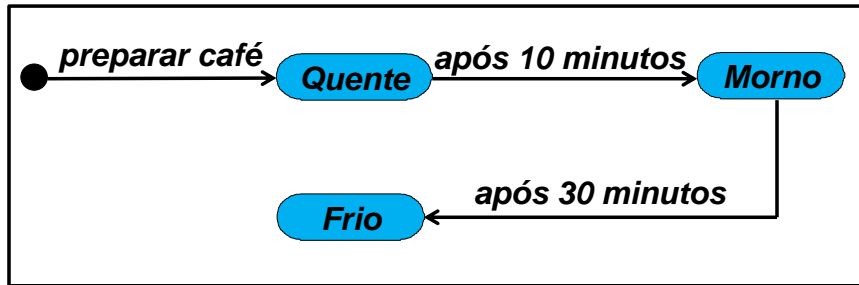 preparar café
Quente
após 10 minutos
Morno
após 30 minutos
Frio